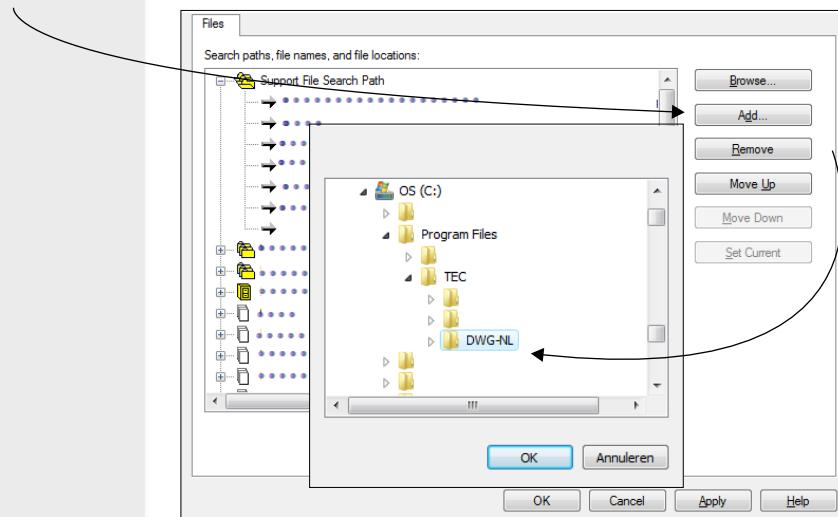 Files
Search paths, file names, and file locations:
Support File Search Path
Browse...
Add...
Remove
Move Up
Move Down
Set Current
OS (C:)
Program Files
TEC
DWG-NL
OK
Annuleren
OK
Cancel
Apply
Help